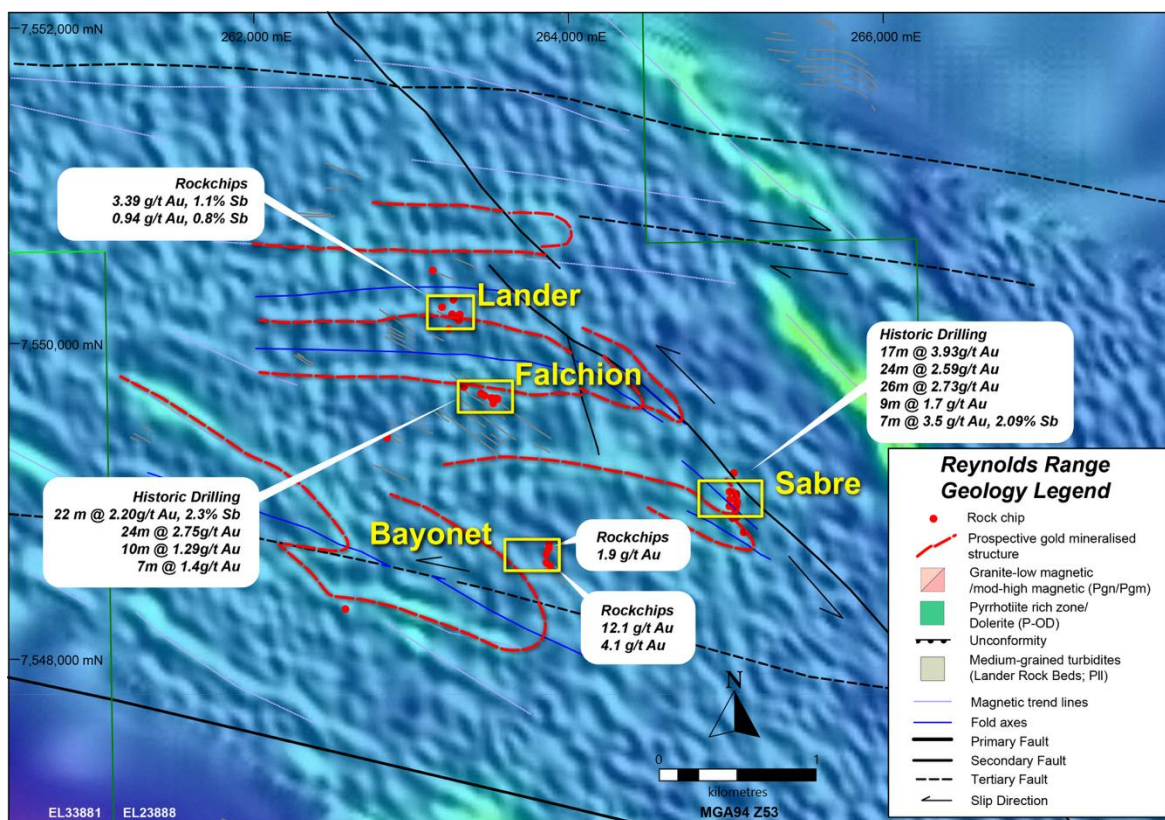 7,552,000 mN
262,000 mE
264,000 mE
266,000 mE
Rockchips
3.39 g/t Au, 1.1% Sb
0.94 g/t Au, 0.8% Sb
Lander
7,550,000 mN
Historic Drilling
17m @ 3.93g/t Au
24m @ 2.59g/t Au
26m @ 2.73g/t Au
9m @ 1.7 g/t Au
7m @ 3.5 g/t Au, 2.09% Sb
Falchion
Sabre
Historic Drilling
22 m @ 2.20g/t Au, 2.3% Sb
24m @ 2.75g/t Au
10m @ 1.29g/t Au
7m @ 1.4g/t Au
Bayonet
Rockchips
1.9 g/t Au
Rockchips
12.1 g/t Au
4.1 g/t Au
7,548,000 mN
Reynolds Range
Geology Legend
Rock chip
Prospective gold mineralised
structure
Granite-low magnetic
/mod-high magnetic (Pgn/Pgm)
Pyrrhotiite rich zone/
Dolerite (P-OD)
Unconformity
Medium-grained turbidites
(Lander Rock Beds; Pll)
Magnetic trend lines
Fold axes
Primary Fault
Secondary Fault
Tertiary Fault
Slip Direction
N
0 1
kilometres
MGA94 Z53
EL33881 EL23888